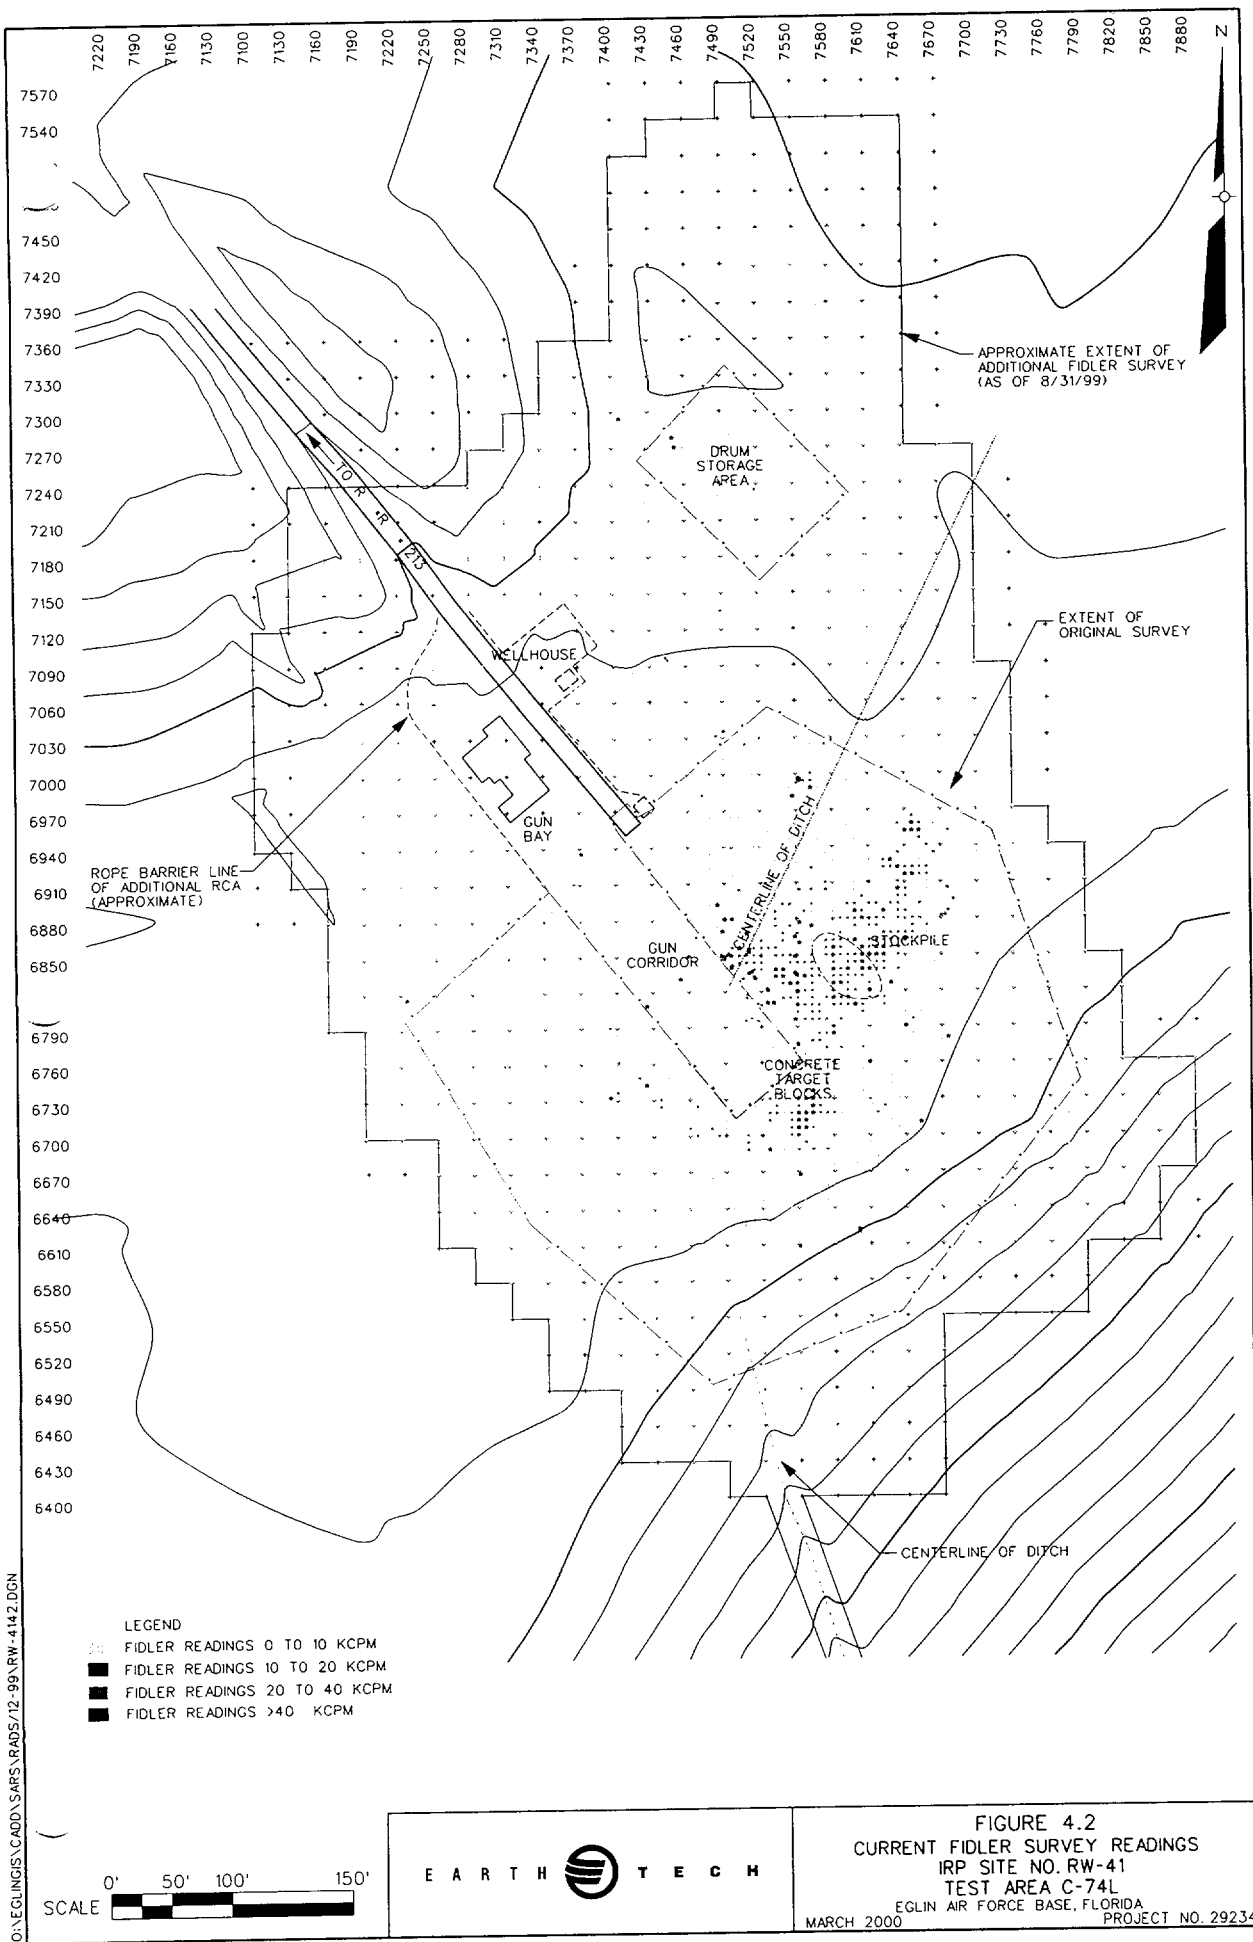 7220
7190
7160
7130
7100
7130
7160
7190
7220
7250
7280
7310
7340
7370
7400
7430
7460
7490
7520
7550
7580
7610
7640
7670
7700
7730
7760
7790
7820
7850
7880
N
7570
7540
7450
7420
7390
7360
7330
7300
7270
7240
7210
7180
7150
7120
7090
7060
7030
7000
6970
6940
6910
6880
6850
6790
6760
6730
6700
6670
6640
6610
6580
6550
6520
6490
6460
6430
6400
APPROXIMATE EXTENT OF
ADDITIONAL FIDLER SURVEY
(AS OF 8/31/99)
DRUM
STORAGE
AREA
TO R R 213
EXTENT OF
ORIGINAL SURVEY
WELLHOUSE
GUN
BAY
CENTERLINE OF DITCH
ROPE BARRIER LINE
OF ADDITIONAL RCA
(APPROXIMATE)
GUN
CORRIDOR
STOCKPILE
CONCRETE
TARGET
BLOCKS
CENTERLINE OF DITCH
LEGEND
FIDLER READINGS 0 TO 10 KCPM
FIDLER READINGS 10 TO 20 KCPM
FIDLER READINGS 20 TO 40 KCPM
FIDLER READINGS >40 KCPM
O:\EGLINGIS\CADD\SARS\RADS/12-99\RW-4142.DGN
SCALE
0' 50' 100' 150'
EARTH TECH
FIGURE 4.2
CURRENT FIDLER SURVEY READINGS
IRP SITE NO. RW-41
TEST AREA C-74L
EGLIN AIR FORCE BASE, FLORIDA
MARCH 2000 PROJECT NO. 29234